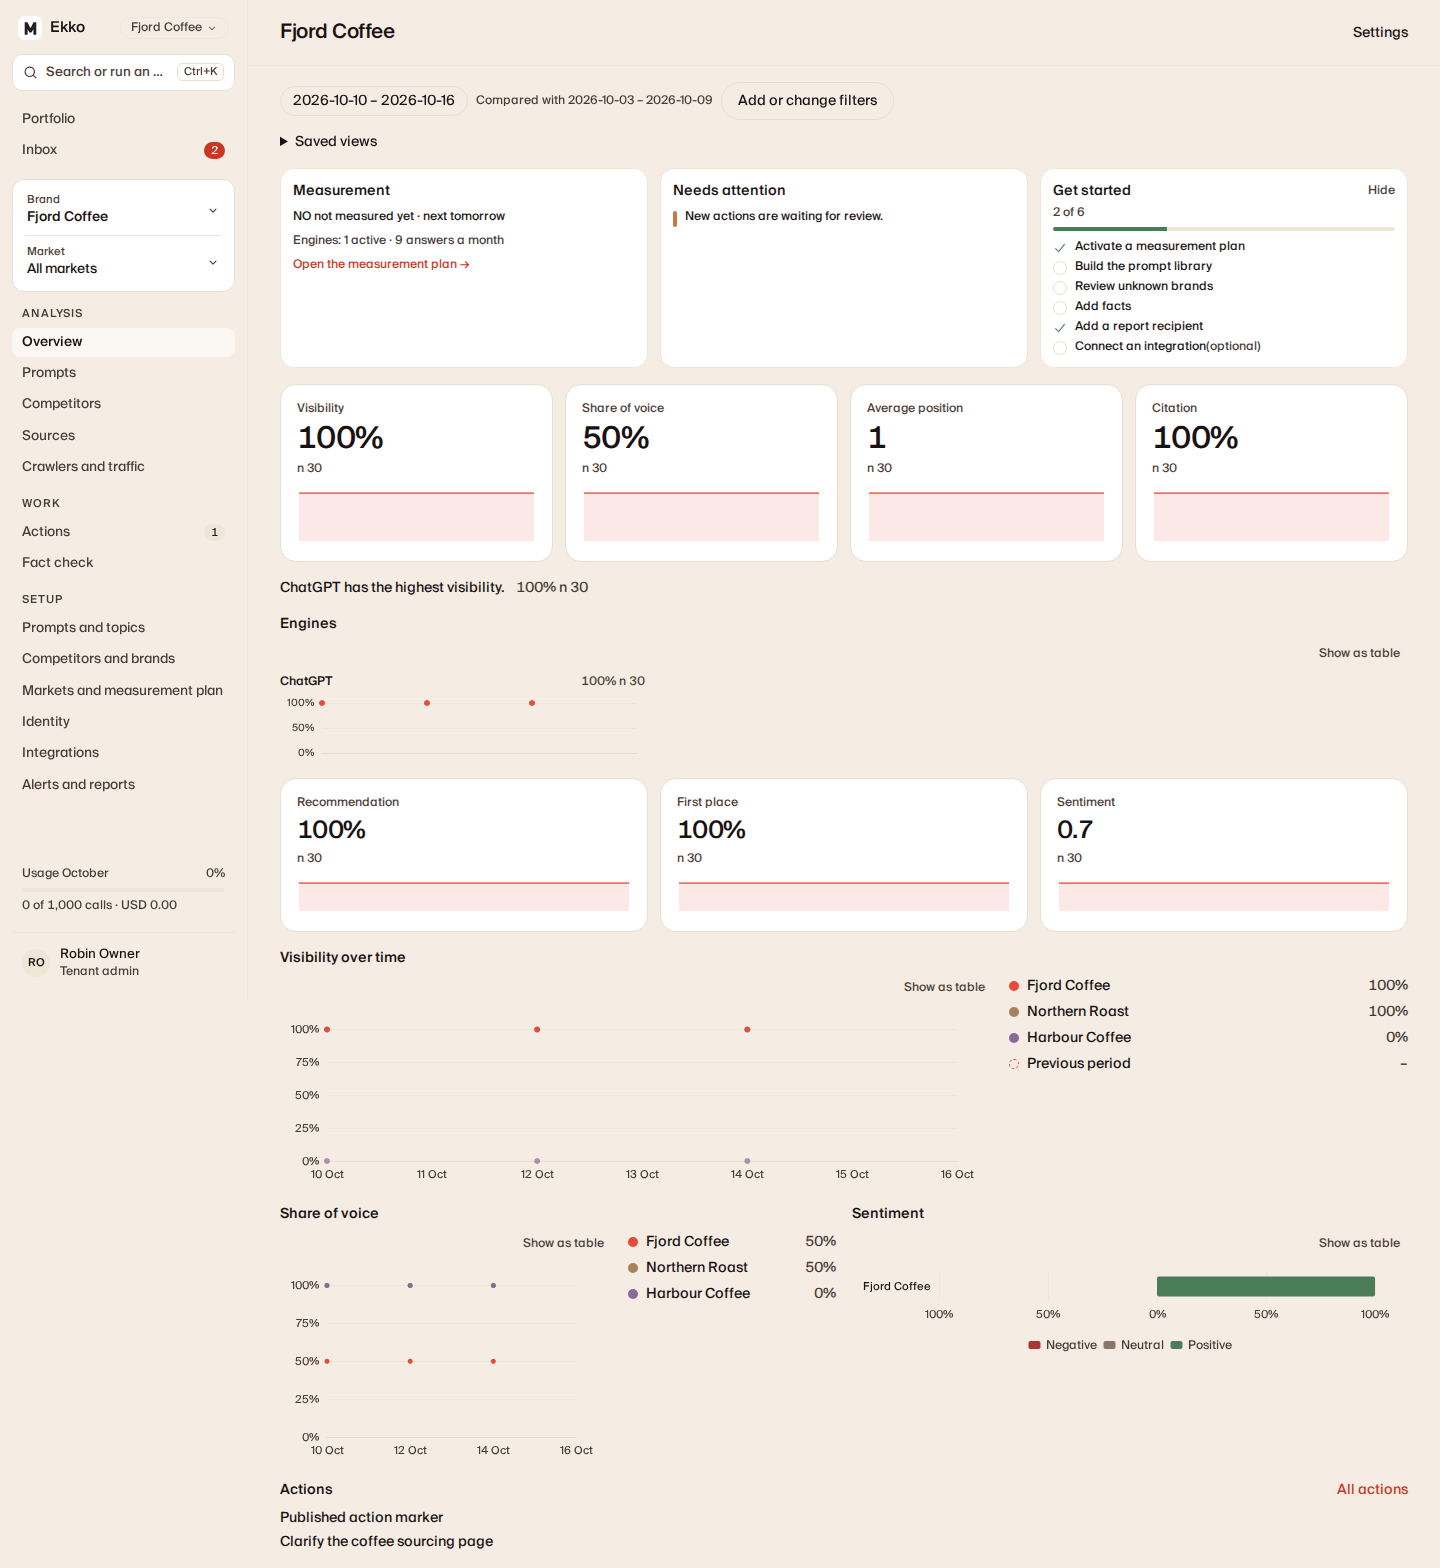 Ekko
Fjord Coffee
Search or run an ...
Ctrl+K
Portfolio
Inbox
2
Brand
Fjord Coffee
Market
All markets
ANALYSIS
Overview
Prompts
Competitors
Sources
Crawlers and traffic
WORK
Actions
1
Fact check
SETUP
Prompts and topics
Competitors and brands
Markets and measurement plan
Identity
Integrations
Alerts and reports
Usage October
0%
0 of 1,000 calls · USD 0.00
RO
Robin Owner
Tenant admin
Fjord Coffee
Settings
2026-10-10 – 2026-10-16
Compared with 2026-10-03 – 2026-10-09
Add or change filters
Saved views
Measurement
NO not measured yet · next tomorrow
Engines: 1 active · 9 answers a month
Open the measurement plan →
Needs attention
New actions are waiting for review.
Get started
Hide
2 of 6
Activate a measurement plan
Build the prompt library
Review unknown brands
Add facts
Add a report recipient
Connect an integration(optional)
Visibility
100%
n 30
Share of voice
50%
n 30
Average position
1
n 30
Citation
100%
n 30
ChatGPT has the highest visibility. 100% n 30
Engines
Show as table
ChatGPT
100% n 30
100%
50%
0%
Recommendation
100%
n 30
First place
100%
n 30
Sentiment
0.7
n 30
Visibility over time
Show as table
100%
75%
50%
25%
0%
10 Oct
11 Oct
12 Oct
13 Oct
14 Oct
15 Oct
16 Oct
Fjord Coffee 100%
Northern Roast 100%
Harbour Coffee 0%
Previous period –
Share of voice
Show as table
100%
75%
50%
25%
0%
10 Oct
12 Oct
14 Oct
16 Oct
Fjord Coffee 50%
Northern Roast 50%
Harbour Coffee 0%
Sentiment
Show as table
Fjord Coffee
100%
50%
0%
50%
100%
Negative
Neutral
Positive
Actions
All actions
Published action marker
Clarify the coffee sourcing page